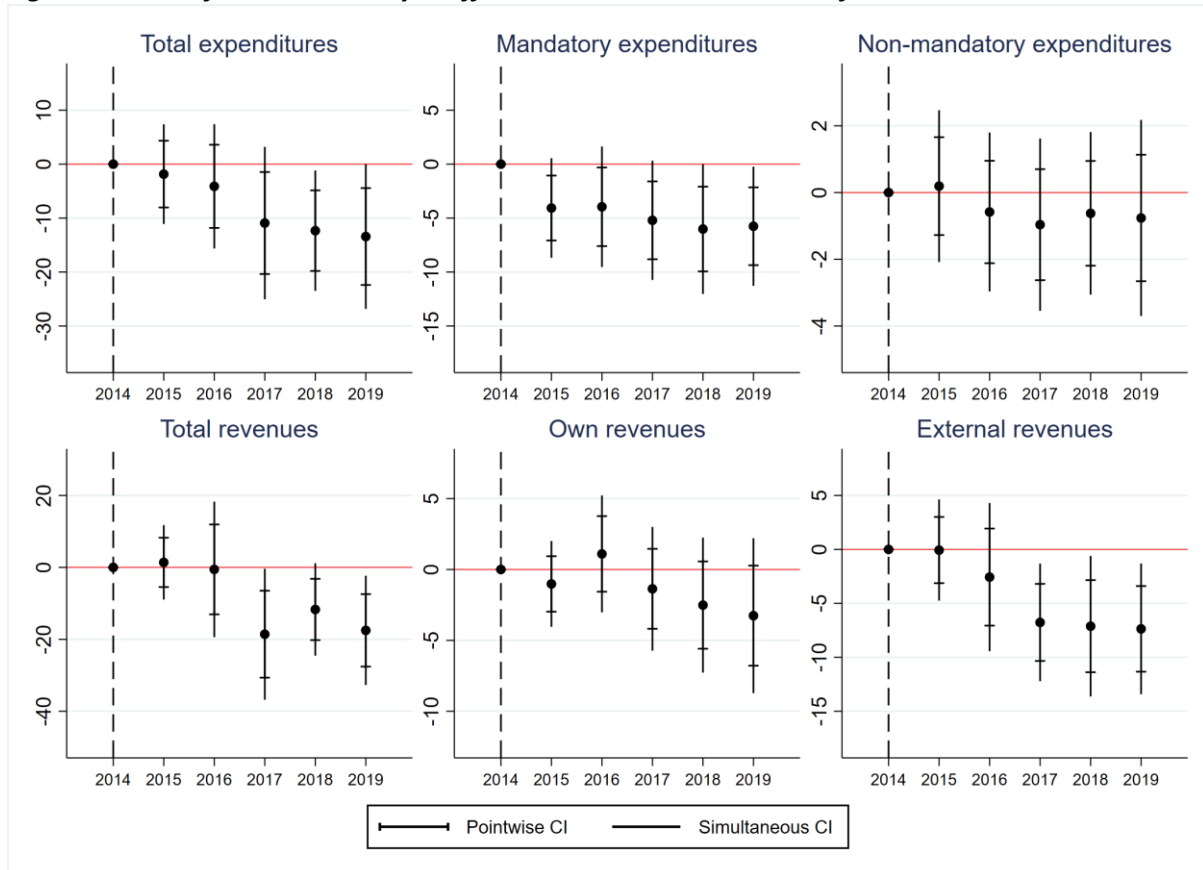 Total expenditures
10
0
-10
-20
-30
2014 2015 2016 2017 2018 2019
Mandatory expenditures
5
0
-5
-10
-15
2014 2015 2016 2017 2018 2019
Non-mandatory expenditures
2
0
-2
-4
2014 2015 2016 2017 2018 2019
Total revenues
20
0
-20
-40
2014 2015 2016 2017 2018 2019
Own revenues
5
0
-5
-10
2014 2015 2016 2017 2018 2019
External revenues
5
0
-5
-10
-15
2014 2015 2016 2017 2018 2019
Pointwise CI Simultaneous CI